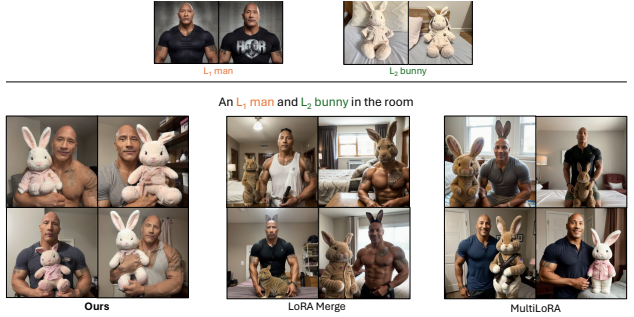 L₁ man
L₂ bunny
An L₁ man and L₂ bunny in the room
Ours
LoRA Merge
MultiLoRA